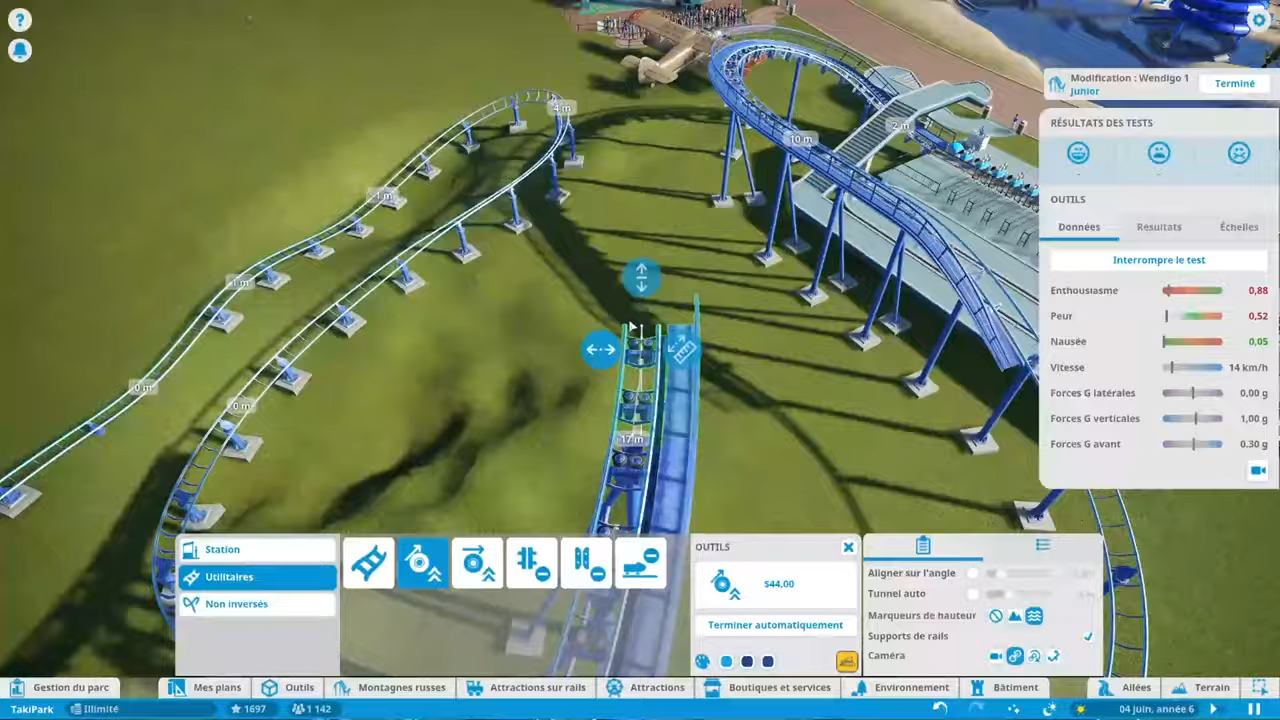 Modification : Wendigo 1
Junior
Terminé
RÉSULTATS DES TESTS
-
-
-
OUTILS
Données
Résultats
Échelles
Interrompre le test
Enthousiasme 0,88
Peur 0,52
Nausée 0,05
Vitesse 14 km/h
Forces G latérales 0,00 g
Forces G verticales 1,00 g
Forces G avant 0.30 g
4 m
2 m
10 m
1 m
0 m
0 m
17 m
Station
Utilitaires
Non inversés
OUTILS
$44,00
Terminer automatiquement
Aligner sur l'angle
Tunnel auto
Marqueurs de hauteur
Supports de rails
Caméra
Gestion du parc
Mes plans
Outils
Montagnes russes
Attractions sur rails
Attractions
Boutiques et services
Environnement
Bâtiment
Allées
Terrain
TakiPark
Illimité
1697
1 142
04 juin, année 6